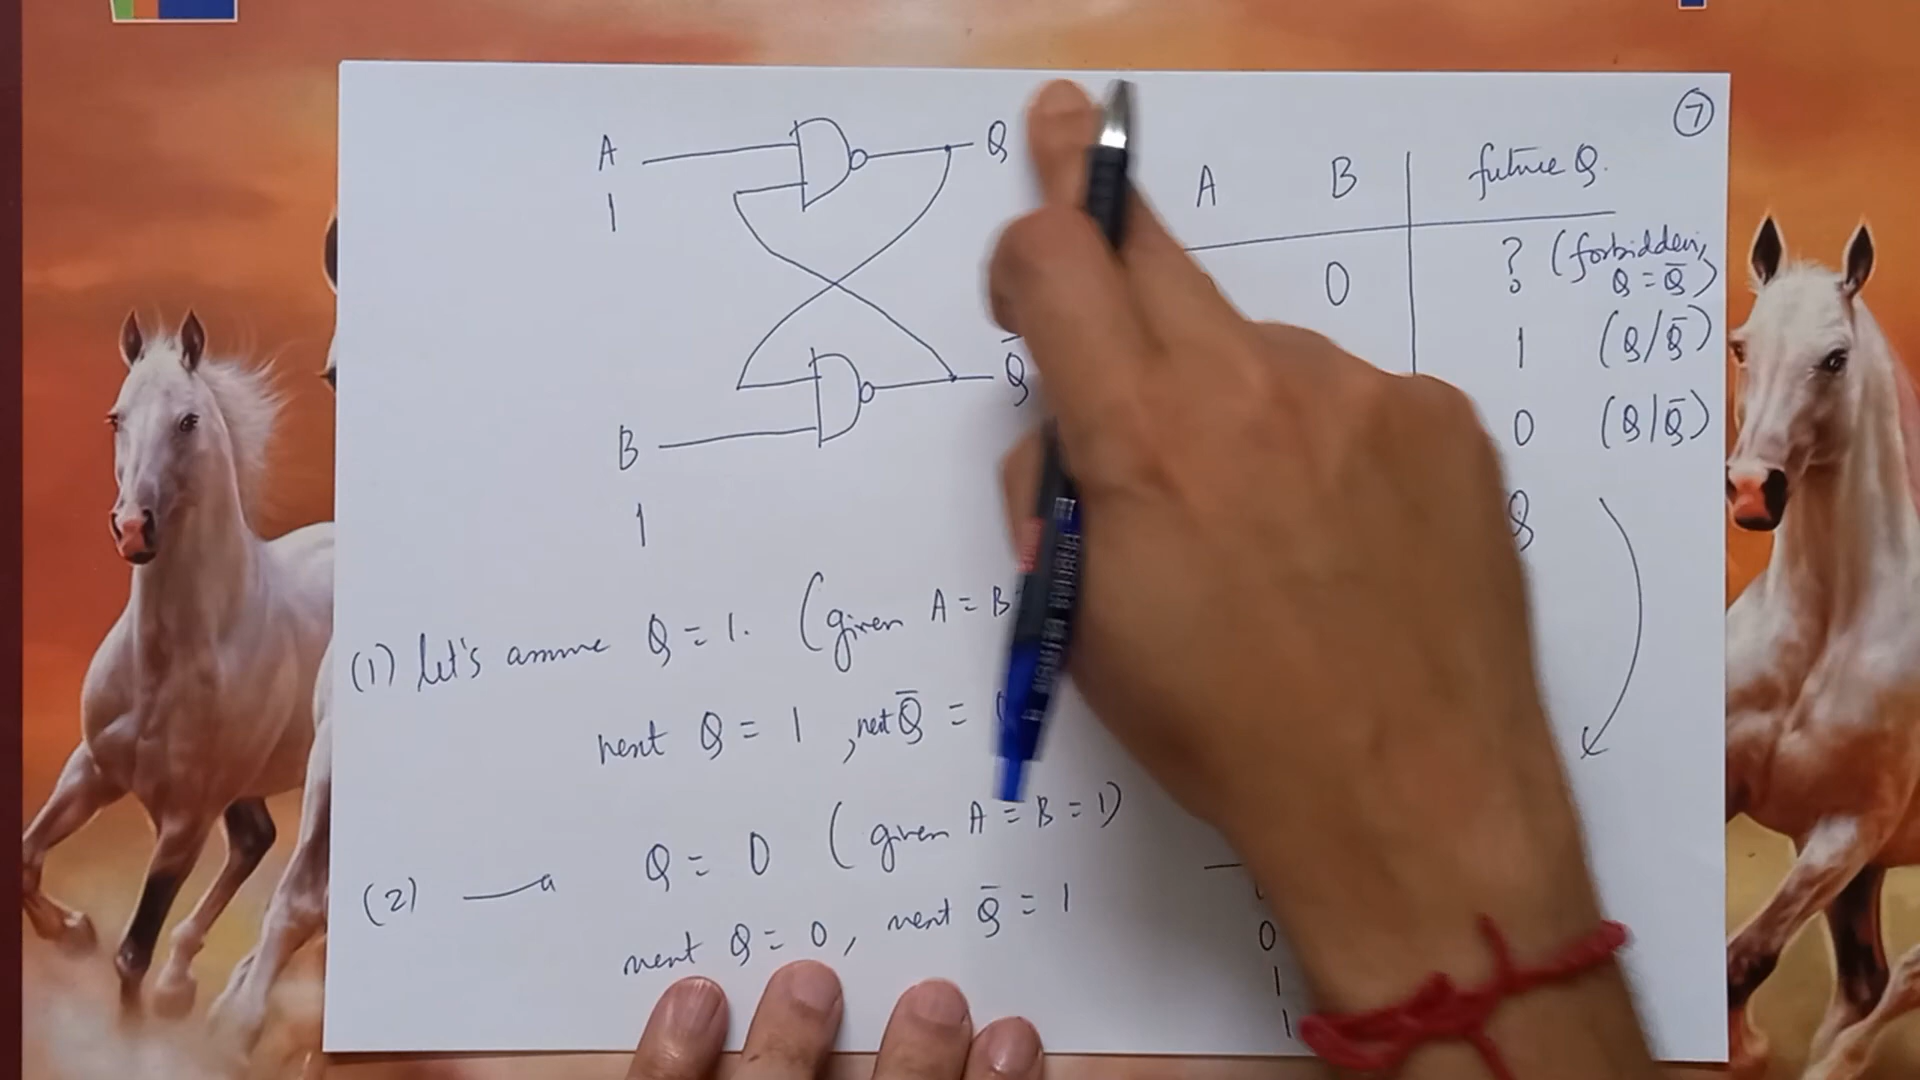 7
A
1
Q
Q̄
B
1
A B future Q.
0 ? (forbidden, Q = Q̄)
1 (Q/Q̄)
0 (Q/Q̄)
Q
(1) let's assume Q = 1. (given A = B
next Q = 1 , next Q̄ =
(2) Q = 0 (given A = B = 1)
next Q = 0, next Q̄ = 1
0
1
1